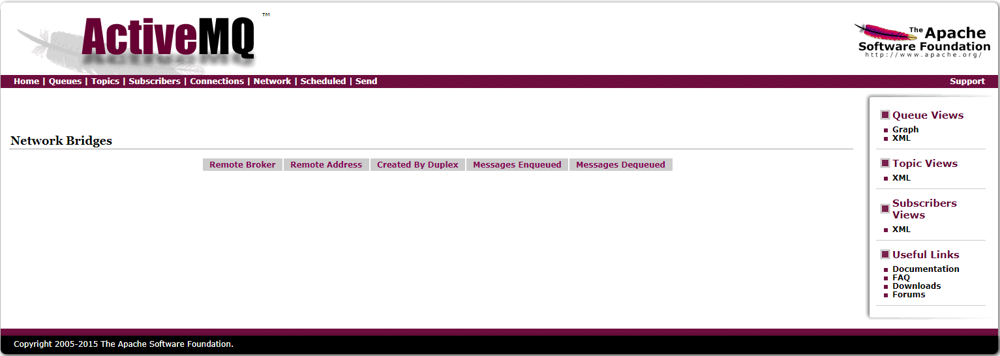 ActiveMQ™
The Apache
Software Foundation
http://www.apache.org/
Home | Queues | Topics | Subscribers | Connections | Network | Scheduled | Send
Support
Network Bridges
Remote Broker Remote Address Created By Duplex Messages Enqueued Messages Dequeued
Queue Views
Graph
XML
Topic Views
XML
Subscribers
Views
XML
Useful Links
Documentation
FAQ
Downloads
Forums
Copyright 2005-2015 The Apache Software Foundation.